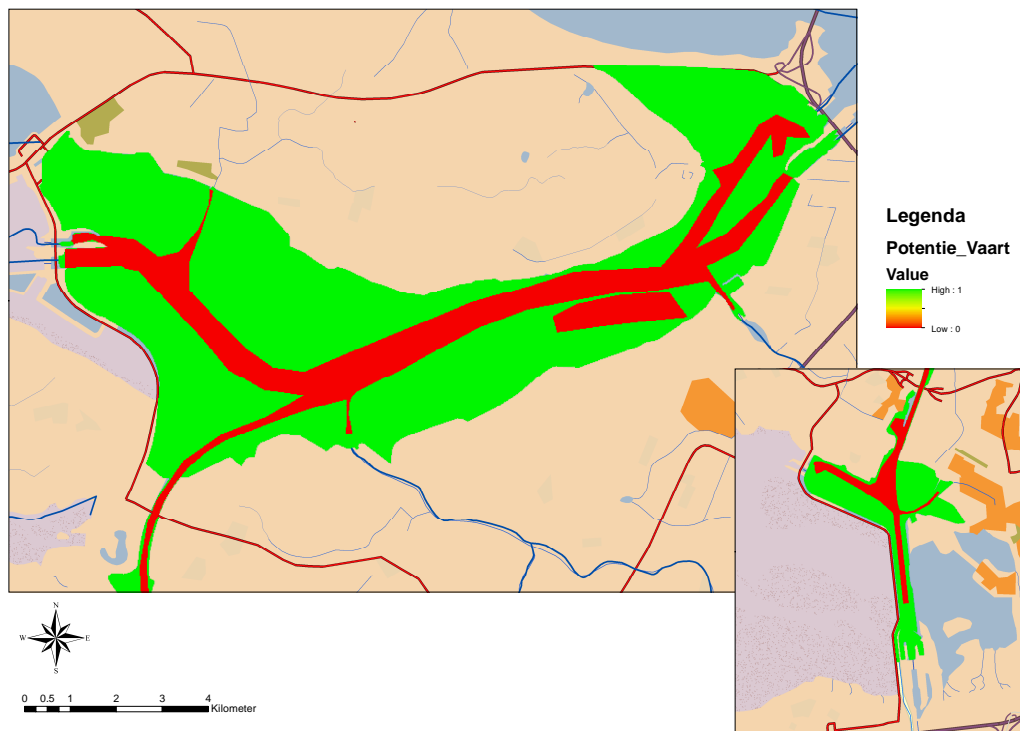 Legenda
Potentie_Vaart
Value
High : 1
Low : 0
N
W E
S
0 0.5 1 2 3 4
Kilometer